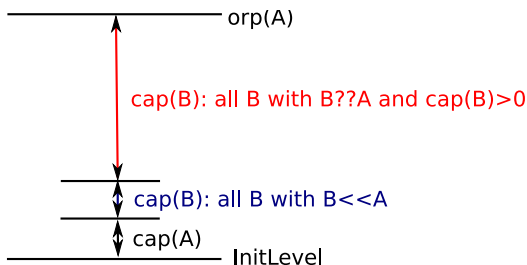 orp(A)
cap(B): all B with B??A and cap(B)>0
cap(B): all B with B<<A
cap(A)
InitLevel